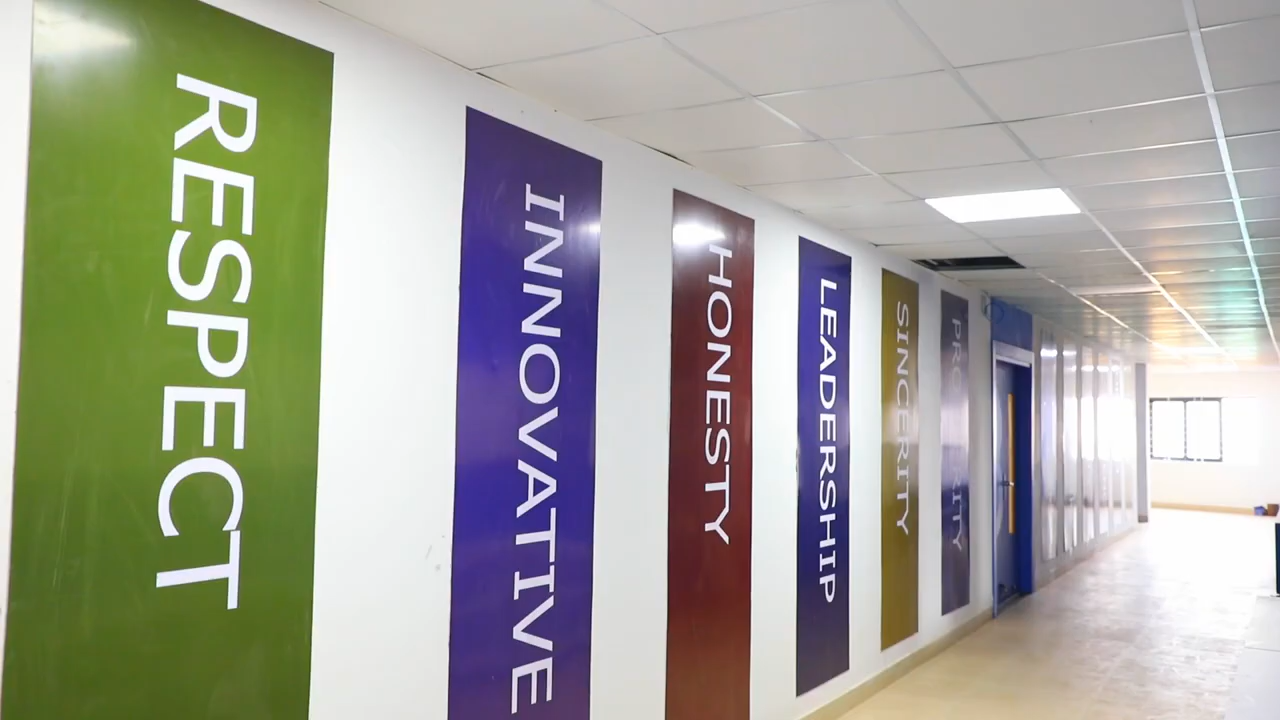 RESPECT
INNOVATIVE
HONESTY
LEADERSHIP
SINCERITY